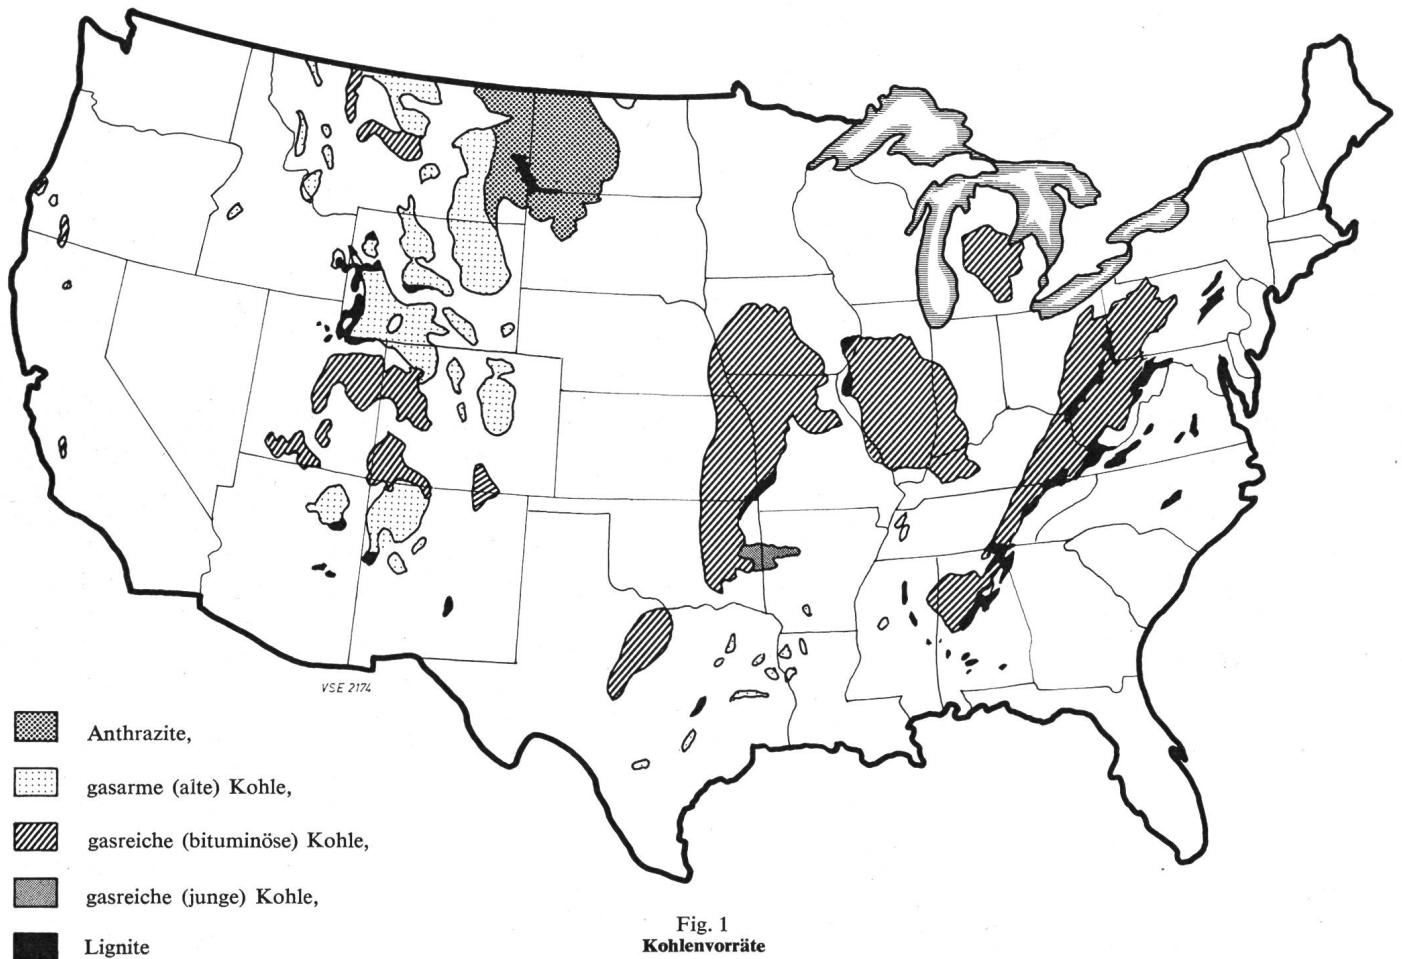 VSE 2174
Anthrazite,
gasarme (alte) Kohle,
gasreiche (bituminöse) Kohle,
gasreiche (junge) Kohle,
Lignite
Fig. 1
Kohlenvorräte